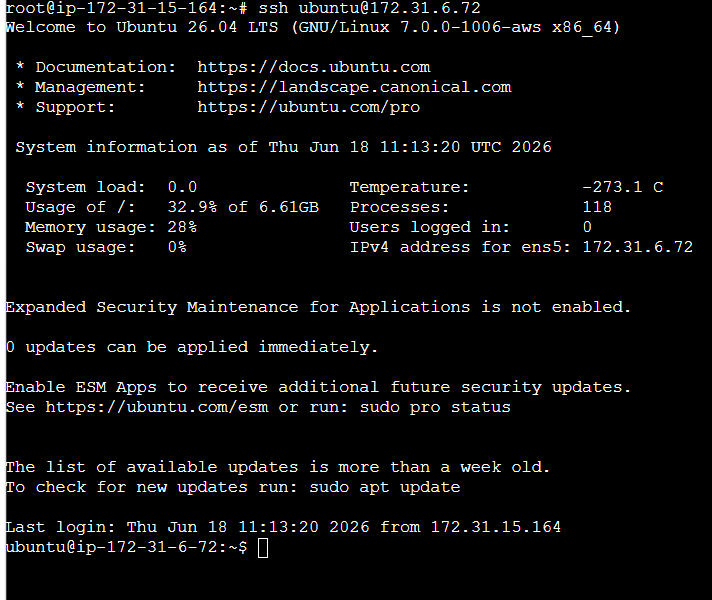 root@ip-172-31-15-164:~# ssh ubuntu@172.31.6.72
Welcome to Ubuntu 26.04 LTS (GNU/Linux 7.0.0-1006-aws x86_64)

 * Documentation:  https://docs.ubuntu.com
 * Management:     https://landscape.canonical.com
 * Support:        https://ubuntu.com/pro

 System information as of Thu Jun 18 11:13:20 UTC 2026

  System load:  0.0                Temperature:           -273.1 C
  Usage of /:   32.9% of 6.61GB   Processes:             118
  Memory usage: 28%               Users logged in:       0
  Swap usage:   0%                IPv4 address for ens5: 172.31.6.72


Expanded Security Maintenance for Applications is not enabled.

0 updates can be applied immediately.

Enable ESM Apps to receive additional future security updates.
See https://ubuntu.com/esm or run: sudo pro status


The list of available updates is more than a week old.
To check for new updates run: sudo apt update

Last login: Thu Jun 18 11:13:20 2026 from 172.31.15.164
ubuntu@ip-172-31-6-72:~$